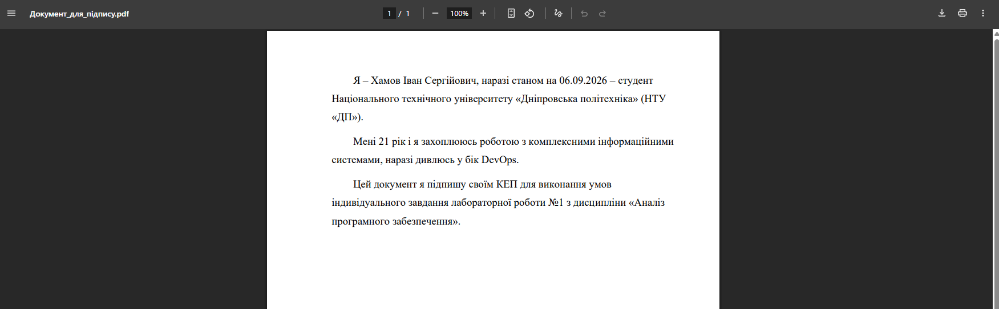 Документ_для_підпису.pdf
1 / 1
100%
Я – Хамов Іван Сергійович, наразі станом на 06.09.2026 – студент
Національного технічного університету «Дніпровська політехніка» (НТУ
«ДП»).
Мені 21 рік і я захоплююсь роботою з комплексними інформаційними
системами, наразі дивлюсь у бік DevOps.
Цей документ я підпишу своїм КЕП для виконання умов
індивідуального завдання лабораторної роботи №1 з дисципліни «Аналіз
програмного забезпечення».